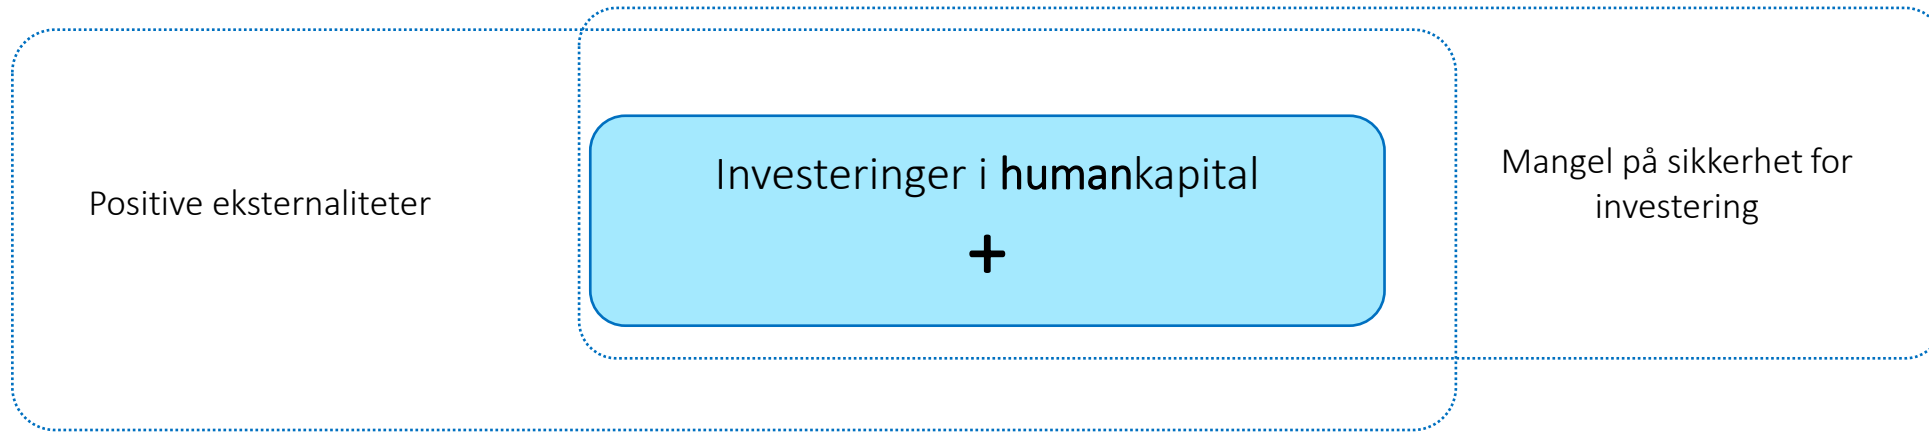 Positive eksternaliteter
Investeringer i humankapital
+
Mangel på sikkerhet for
investering